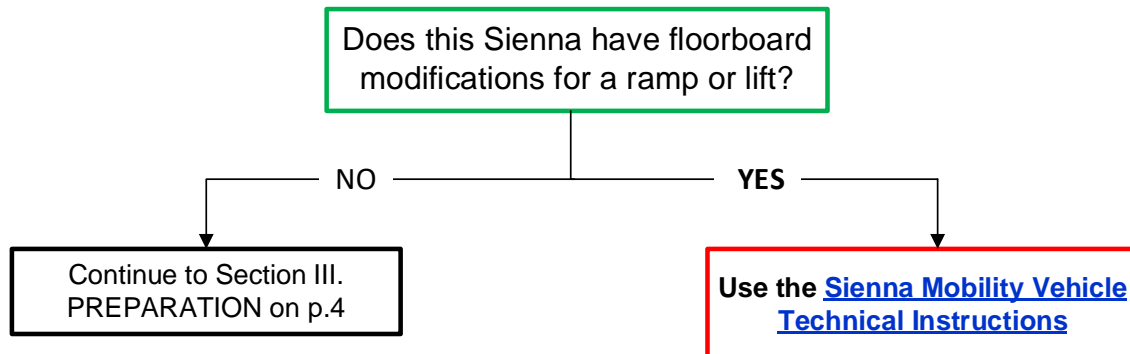 Does this Sienna have floorboard
modifications for a ramp or lift?
NO
YES
Continue to Section III.
PREPARATION on p.4
Use the Sienna Mobility Vehicle
Technical Instructions